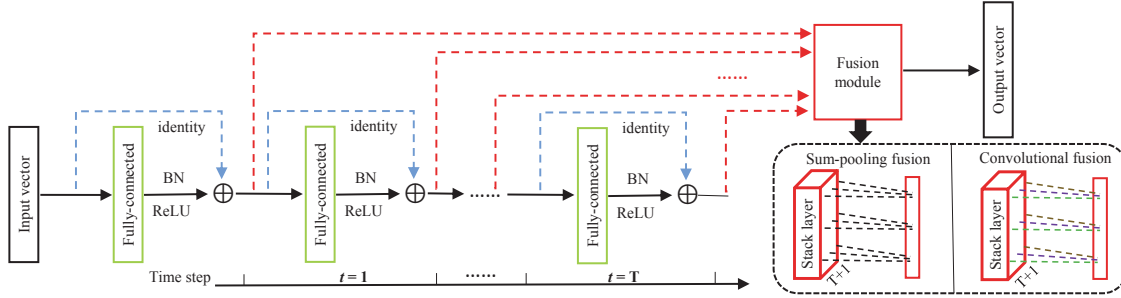 Input vector
Fully-connected
identity
BN
ReLU
Fully-connected
identity
BN
ReLU
......
Fully-connected
identity
BN
ReLU
......
Fusion
module
Output vector
Sum-pooling fusion
Stack layer
T+1
Convolutional fusion
Stack layer
T+1
Time step
t = 1
......
t = T